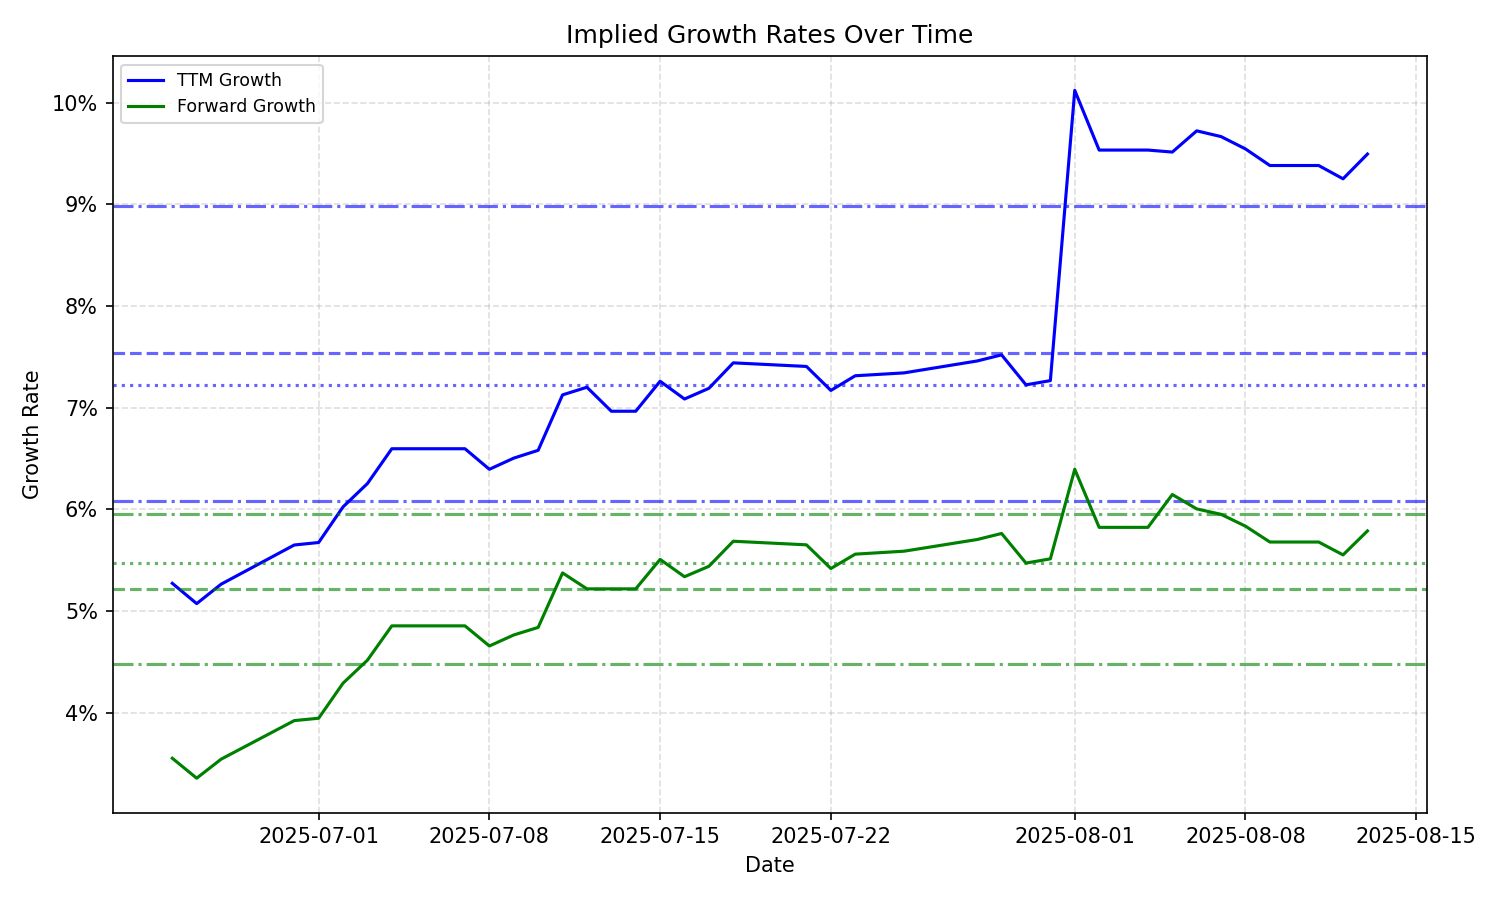 Implied Growth Rates Over Time
TTM Growth
Forward Growth
10%
9%
8%
7%
6%
5%
4%
Growth Rate
2025-07-01
2025-07-08
2025-07-15
2025-07-22
2025-08-01
2025-08-08
2025-08-15
Date